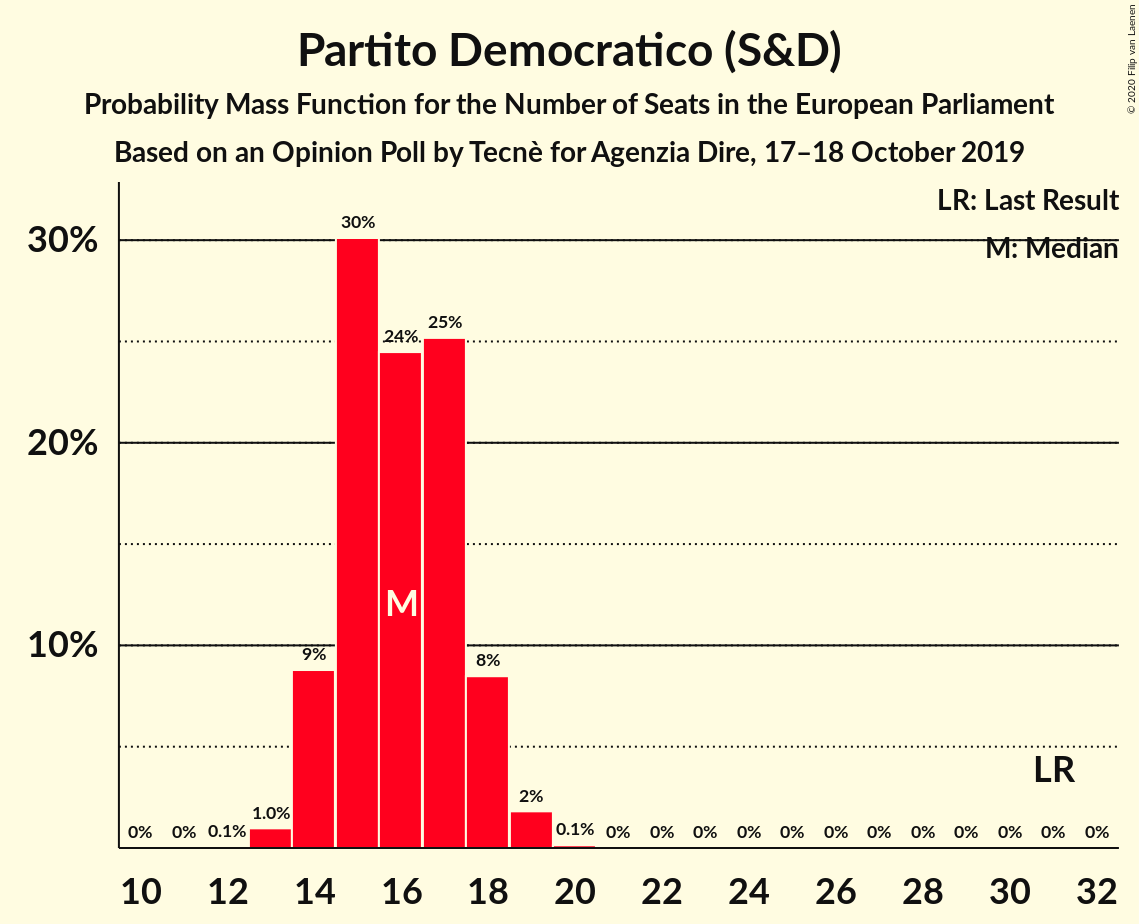 Partito Democratico (S&D)
Probability Mass Function for the Number of Seats in the European Parliament
Based on an Opinion Poll by Tecnè for Agenzia Dire, 17–18 October 2019
© 2020 Filip van Laenen
LR: Last Result
M: Median
30%
20%
10%
0% 0% 0.1% 1.0% 9% 30% 24% 25% 8% 2% 0.1% 0% 0% 0% 0% 0% 0% 0% 0% 0% 0% 0% 0%
M
LR
10 12 14 16 18 20 22 24 26 28 30 32